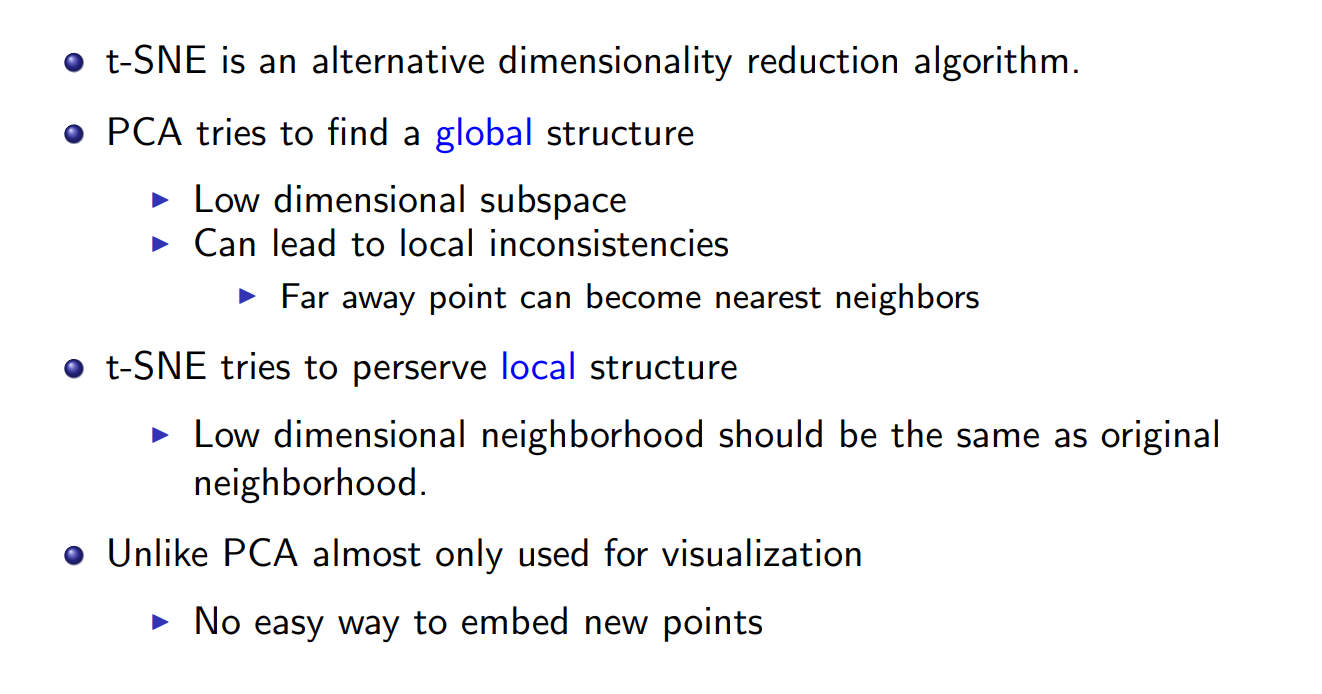 t-SNE is an alternative dimensionality reduction algorithm.
PCA tries to find a global structure
Low dimensional subspace
Can lead to local inconsistencies
Far away point can become nearest neighbors
t-SNE tries to perserve local structure
Low dimensional neighborhood should be the same as original
neighborhood.
Unlike PCA almost only used for visualization
No easy way to embed new points